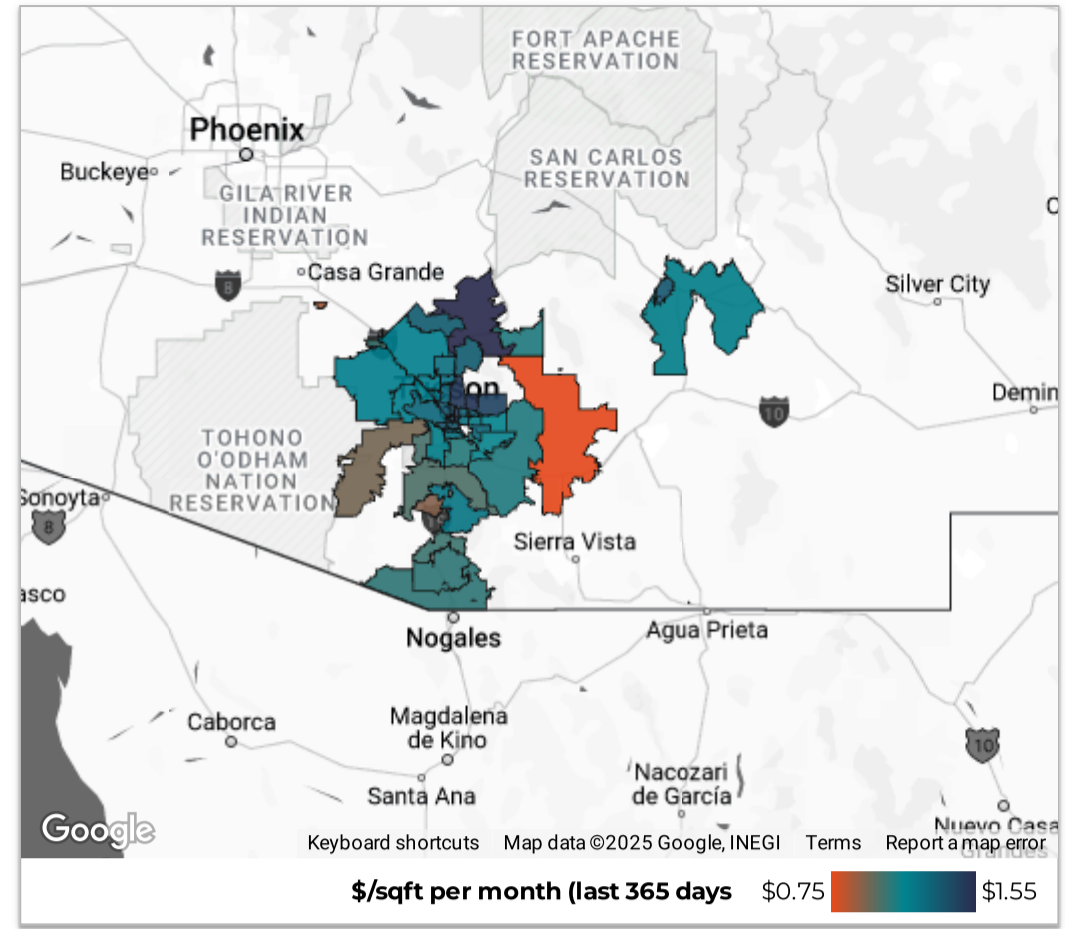 FORT APACHE
RESERVATION
Phoenix
SAN CARLOS
RESERVATION
Buckeye
GILA RIVER
INDIAN
RESERVATION
Casa Grande
8
Silver City
son
Demin
10
TOHONO
O'ODHAM
NATION
RESERVATION
Sonoyta
8
Sierra Vista
asco
Nogales
Agua Prieta
Caborca
Magdalena
de Kino
10
Nacozari
de García
Santa Ana
Nuevo Casa
Grandes
Google
Keyboard shortcuts Map data ©2025 Google, INEGI Terms Report a map error
$/sqft per month (last 365 days $0.75 $1.55